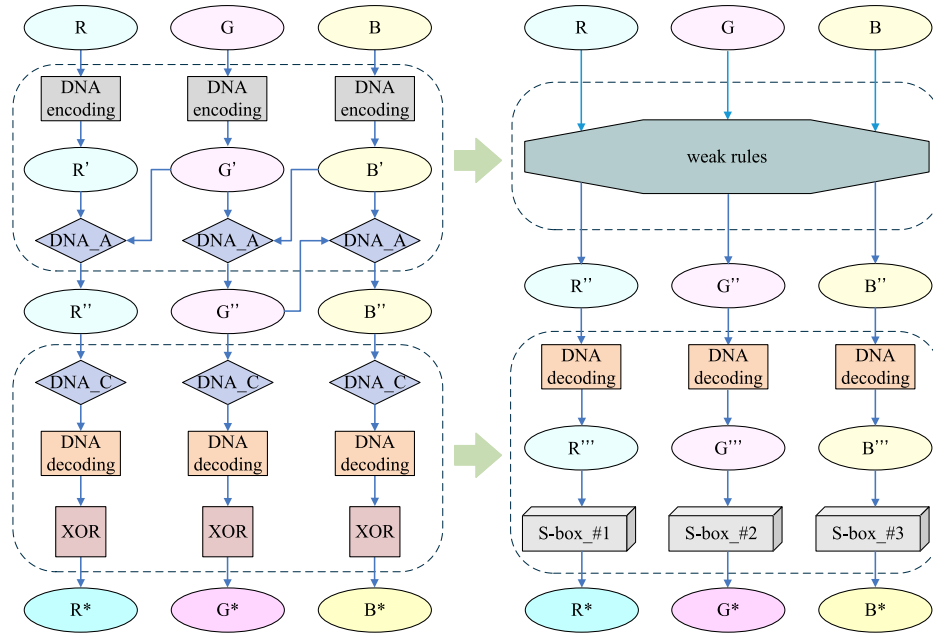 R G B
DNA encoding DNA encoding DNA encoding
R' G' B'
DNA_A DNA_A DNA_A
R'' G'' B''
DNA_C DNA_C DNA_C
DNA decoding DNA decoding DNA decoding
XOR XOR XOR
R* G* B*
R G B
weak rules
R'' G'' B''
DNA decoding DNA decoding DNA decoding
R''' G''' B'''
S-box_#1 S-box_#2 S-box_#3
R* G* B*